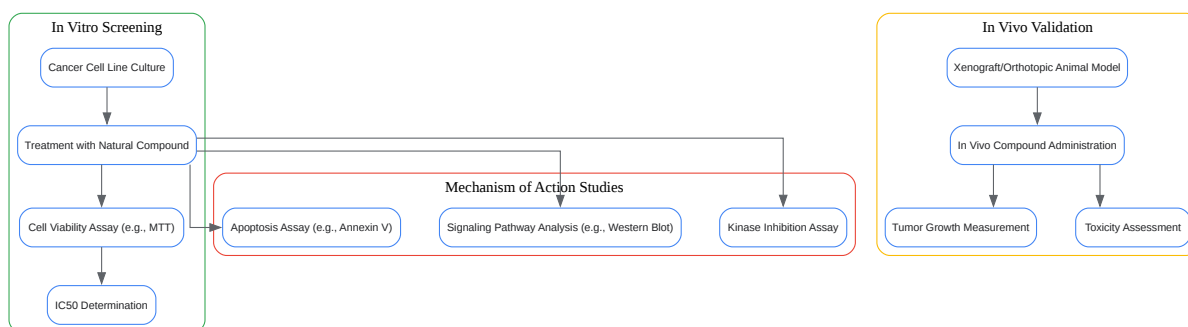 In Vitro Screening
Cancer Cell Line Culture
Treatment with Natural Compound
Cell Viability Assay (e.g., MTT)
IC50 Determination
Mechanism of Action Studies
Apoptosis Assay (e.g., Annexin V)
Signaling Pathway Analysis (e.g., Western Blot)
Kinase Inhibition Assay
In Vivo Validation
Xenograft/Orthotopic Animal Model
In Vivo Compound Administration
Tumor Growth Measurement
Toxicity Assessment